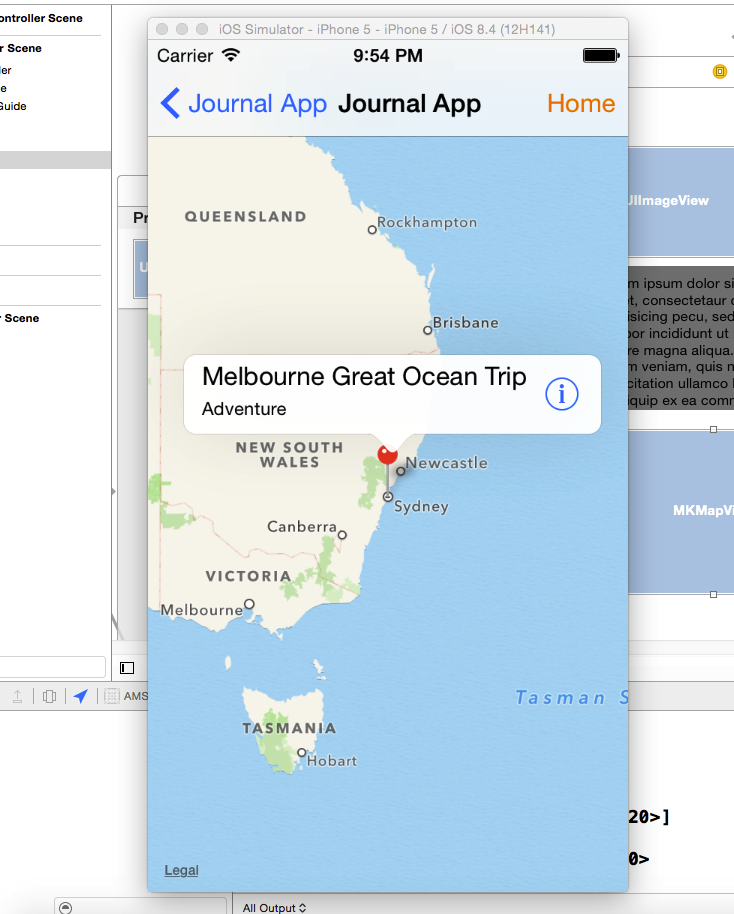 ontroller Scene
r Scene
ler
e
Guide
r Scene
iOS Simulator - iPhone 5 - iPhone 5 / iOS 8.4 (12H141)
Carrier 9:54 PM
Journal App Journal App Home
QUEENSLAND
Rockhampton
Brisbane
Melbourne Great Ocean Trip
Adventure
NEW SOUTH
WALES
Newcastle
Sydney
Canberra
VICTORIA
Melbourne
TASMANIA
Hobart
Tasman S
Legal
Pr
U
UIImageView
m ipsum dolor si
t, consectetaur c
isicing pecu, sed
por incididunt ut
re magna aliqua.
m veniam, quis n
citation ullamco l
iquip ex ea comm
MKMapVi
AMS
20>]
0>
All Output